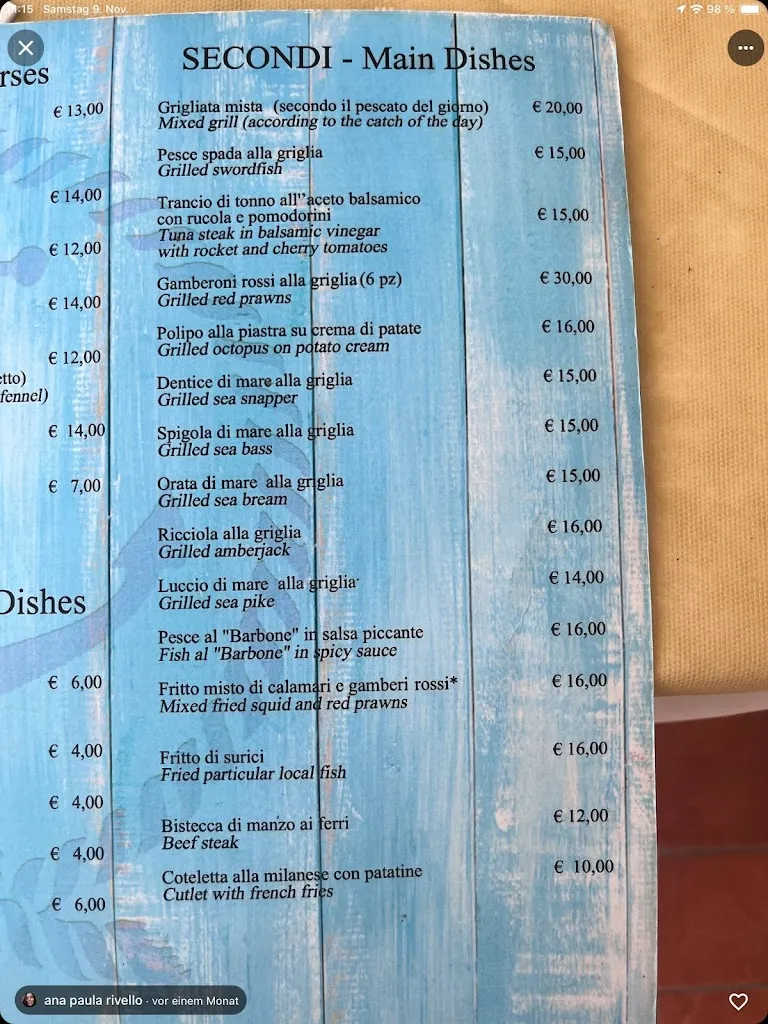 :15 Samstag 9. Nov.
98 %
rses
€ 13,00
€ 14,00
€ 12,00
€ 14,00
€ 12,00
etto)
fennel)
€ 14,00
€ 7,00
Dishes
€ 6,00
€ 4,00
€ 4,00
€ 4,00
€ 6,00
SECONDI - Main Dishes
Grigliata mista (secondo il pescato del giorno) € 20,00
Mixed grill (according to the catch of the day)
Pesce spada alla griglia € 15,00
Grilled swordfish
Trancio di tonno all''aceto balsamico
con rucola e pomodorini € 15,00
Tuna steak in balsamic vinegar
with rocket and cherry tomatoes
Gamberoni rossi alla griglia (6 pz) € 30,00
Grilled red prawns
Polipo alla piastra su crema di patate € 16,00
Grilled octopus on potato cream
Dentice di mare alla griglia € 15,00
Grilled sea snapper
Spigola di mare alla griglia € 15,00
Grilled sea bass
Orata di mare alla griglia € 15,00
Grilled sea bream
Ricciola alla griglia € 16,00
Grilled amberjack
Luccio di mare alla griglia € 14,00
Grilled sea pike
Pesce al "Barbone" in salsa piccante € 16,00
Fish al "Barbone" in spicy sauce
Fritto misto di calamari e gamberi rossi* € 16,00
Mixed fried squid and red prawns
Fritto di surici € 16,00
Fried particular local fish
Bistecca di manzo ai ferri € 12,00
Beef steak
Coteletta alla milanese con patatine € 10,00
Cutlet with french fries
ana paula rivello · vor einem Monat